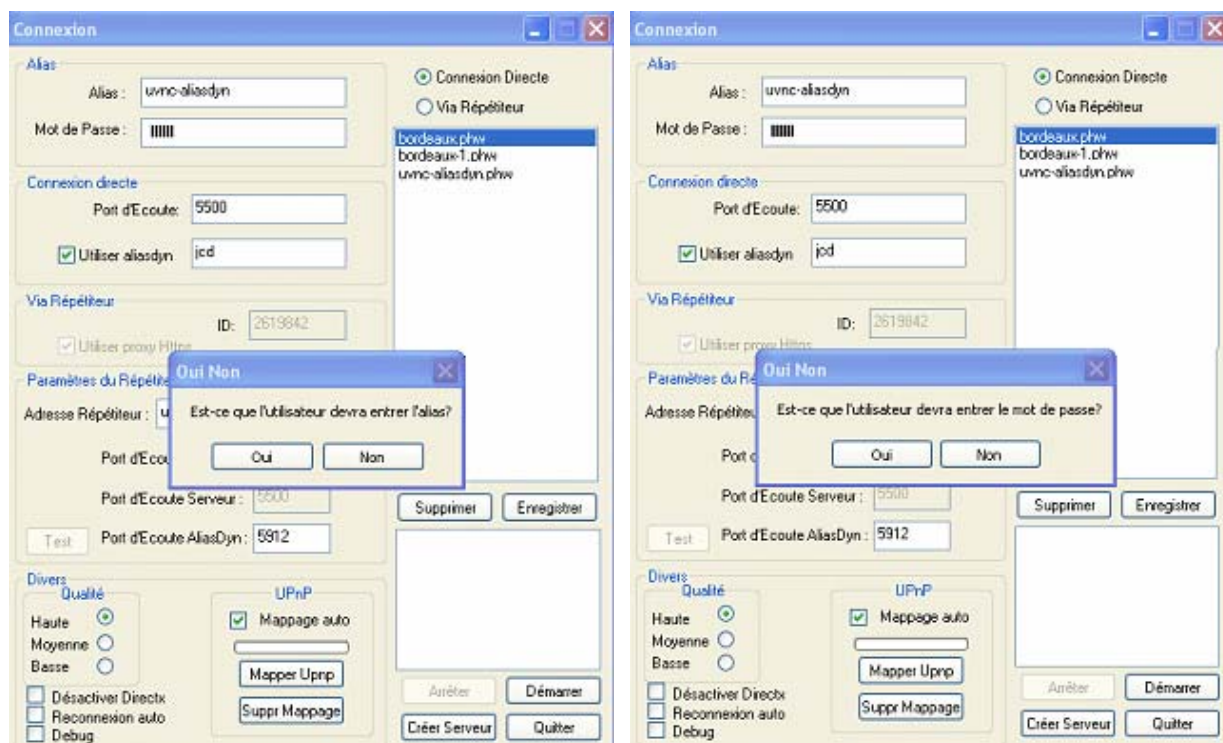 Connexion
Alias
Alias : uvnc-aliasdyn
Mot de Passe :
Connexion Directe
Via Répétiteur
bordeaux.phw
bordeaux-1.phw
uvnc-aliasdyn.phw
Connexion directe
Port d'Ecoute: 5500
Utiliser aliasdyn jcd
Via Répétiteur
ID: 2619842
Utiliser proxy Https
Paramètres du Répétite
Adresse Répétiteur : u
Oui Non
Est-ce que l'utilisateur devra entrer l'alias?
Oui Non
Port d'Ecou
Port d'Ecoute Serveur : 5500
Test Port d'Ecoute AliasDyn : 5912
Supprimer Enregistrer
Divers
Qualité
Haute
Moyenne
Basse
UPnP
Mappage auto
Mapper Upnp
Suppr Mappage
Désactiver Directx
Reconnexion auto
Debug
Arrêter Démarrer
Créer Serveur Quitter
Connexion
Alias
Alias : uvnc-aliasdyn
Mot de Passe :
Connexion Directe
Via Répétiteur
bordeaux.phw
bordeaux-1.phw
uvnc-aliasdyn.phw
Connexion directe
Port d'Ecoute: 5500
Utiliser aliasdyn jcd
Via Répétiteur
ID: 2619842
Utiliser proxy Https
Paramètres du Ré
Adresse Répétiteu
Oui Non
Est-ce que l'utilisateur devra entrer le mot de passe?
Oui Non
Port d
Port d'Ecoute Serveur : 5500
Test Port d'Ecoute AliasDyn : 5912
Supprimer Enregistrer
Divers
Qualité
Haute
Moyenne
Basse
UPnP
Mappage auto
Mapper Upnp
Suppr Mappage
Désactiver Directx
Reconnexion auto
Debug
Arrêter Démarrer
Créer Serveur Quitter